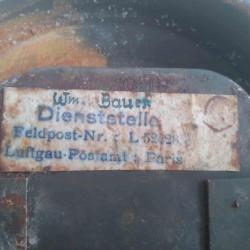 Wm. Bauer
Dienststelle
Feldpost-Nr. : L
Luftgau-Postamt : Paris